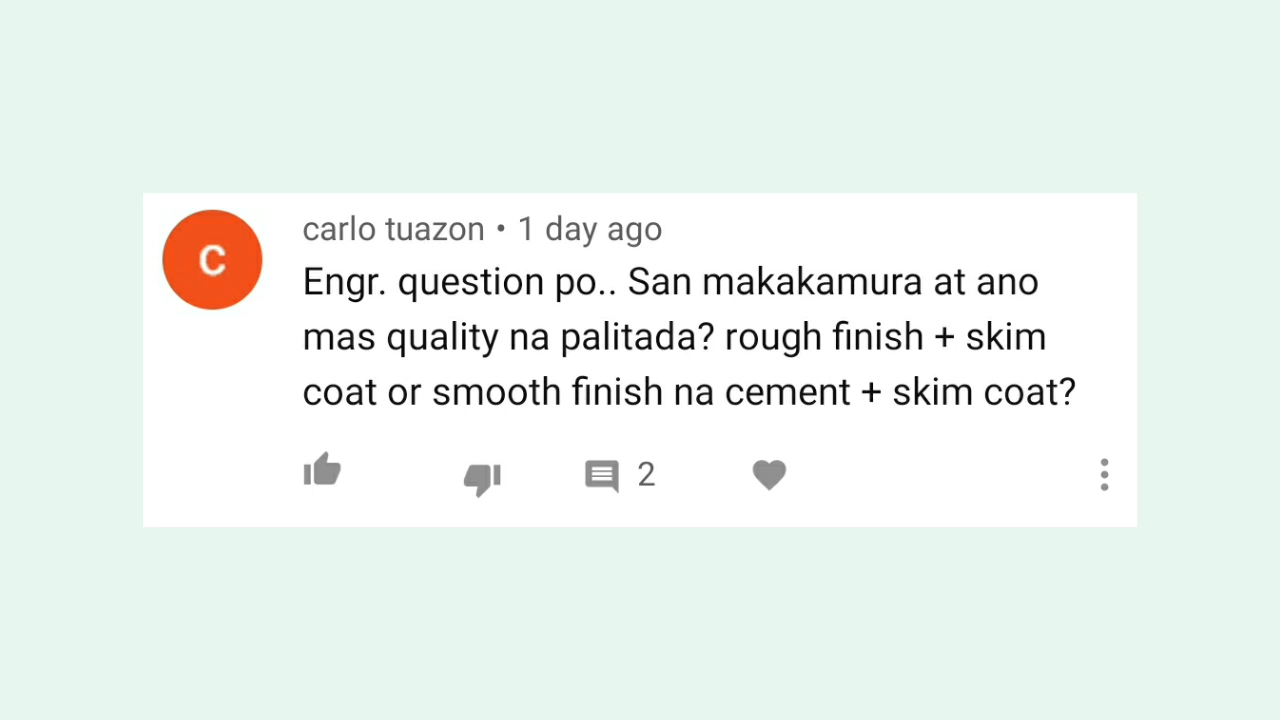 C
carlo tuazon • 1 day ago
Engr. question po.. San makakamura at ano
mas quality na palitada? rough finish + skim
coat or smooth finish na cement + skim coat?
2